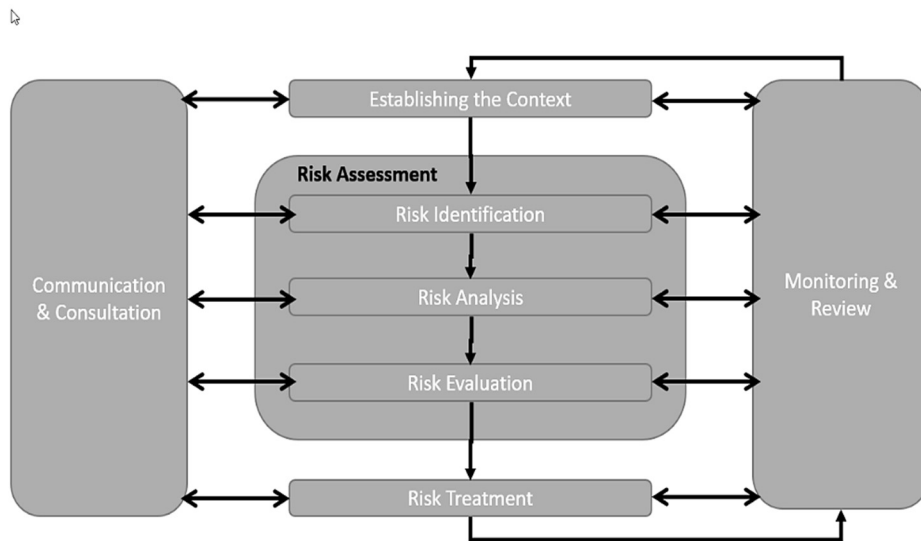 Establishing the Context
Risk Assessment
Risk Identification
Communication
& Consultation
Risk Analysis
Monitoring &
Review
Risk Evaluation
Risk Treatment